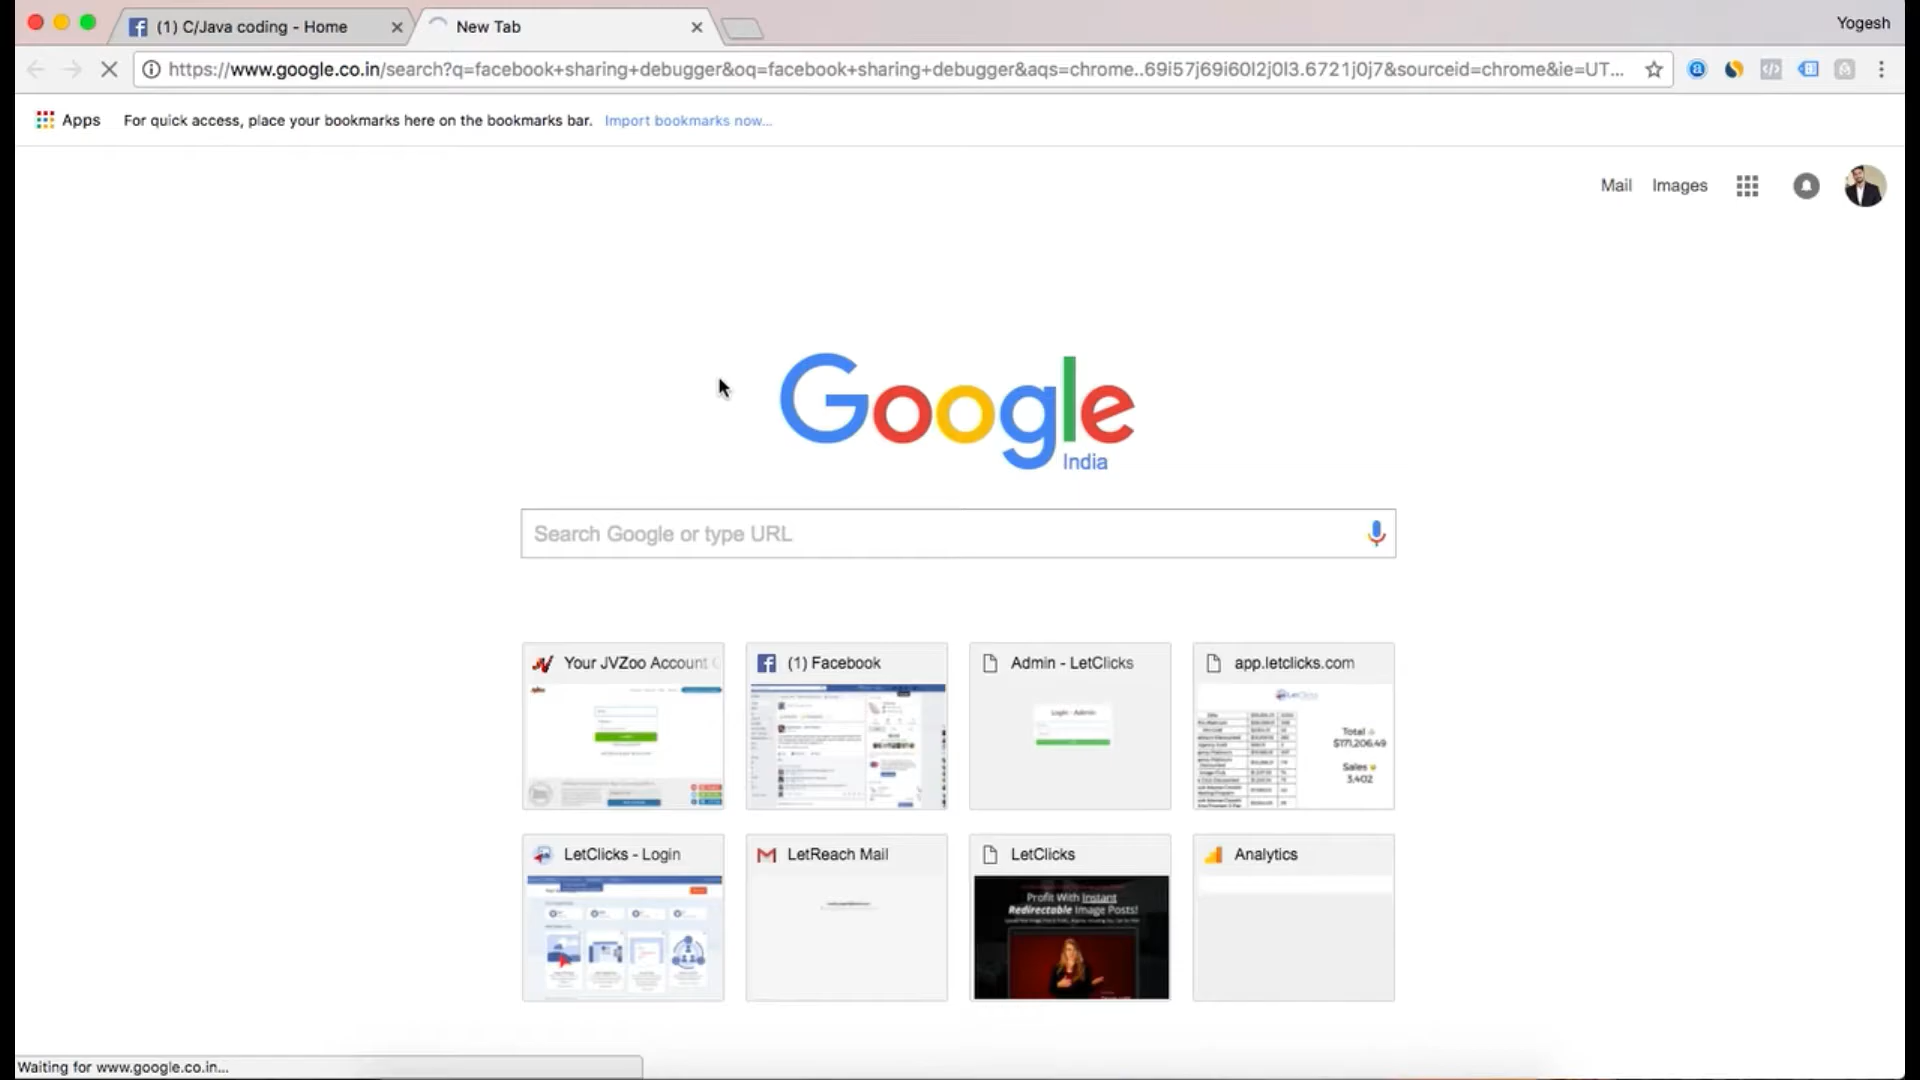 (1) C/Java coding - Home
New Tab
Yogesh
https://www.google.co.in/search?q=facebook+sharing+debugger&oq=facebook+sharing+debugger&aqs=chrome..69i57j69i60l2j0l3.6721j0j7&sourceid=chrome&ie=UT...
Apps
For quick access, place your bookmarks here on the bookmarks bar.
Import bookmarks now...
Mail
Images
Google
India
Search Google or type URL
Your JVZoo Account
(1) Facebook
Admin - LetClicks
app.letclicks.com
Login - Admin
LetClicks
Total
$171,206.49
Sales
3,402
LetClicks - Login
LetReach Mail
LetClicks
Analytics
Profit With Instant
Redirectable Image Posts!
Waiting for www.google.co.in...